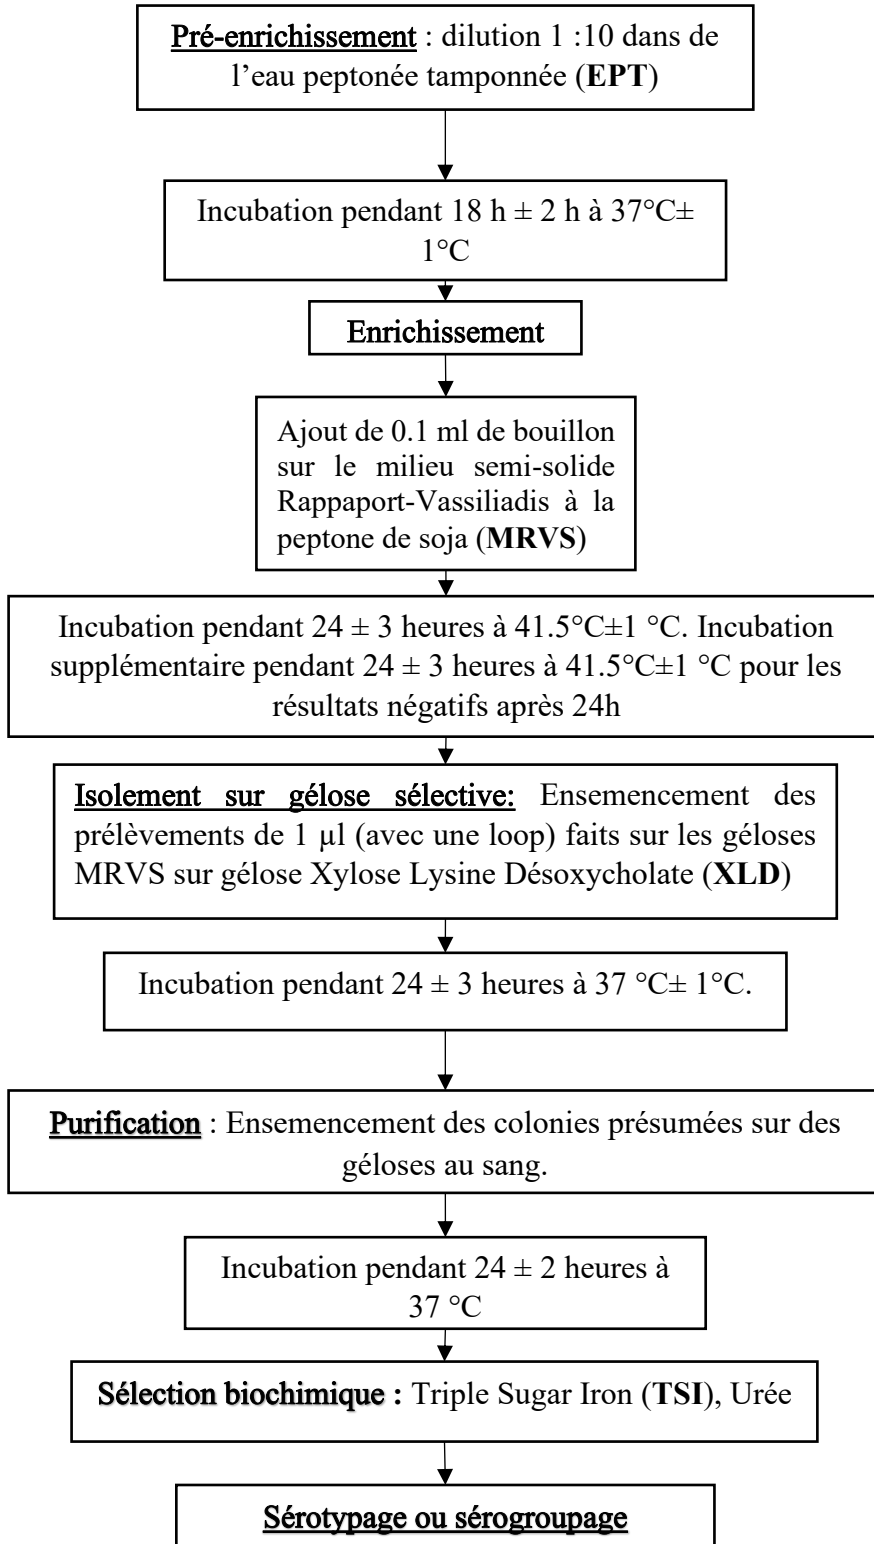 Pré-enrichissement : dilution 1 :10 dans de
l’eau peptonée tamponnée (EPT)
Incubation pendant 18 h ± 2 h à 37°C±
1°C
Enrichissement
Ajout de 0.1 ml de bouillon
sur le milieu semi-solide
Rappaport-Vassiliadis à la
peptone de soja (MRVS)
Incubation pendant 24 ± 3 heures à 41.5°C±1 °C. Incubation
supplémentaire pendant 24 ± 3 heures à 41.5°C±1 °C pour les
résultats négatifs après 24h
Isolement sur gélose sélective: Ensemencement des
prélèvements de 1 µl (avec une loop) faits sur les géloses
MRVS sur gélose Xylose Lysine Désoxycholate (XLD)
Incubation pendant 24 ± 3 heures à 37 °C± 1°C.
Purification : Ensemencement des colonies présumées sur des
géloses au sang.
Incubation pendant 24 ± 2 heures à
37 °C
Sélection biochimique : Triple Sugar Iron (TSI), Urée
Sérotypage ou sérogroupage